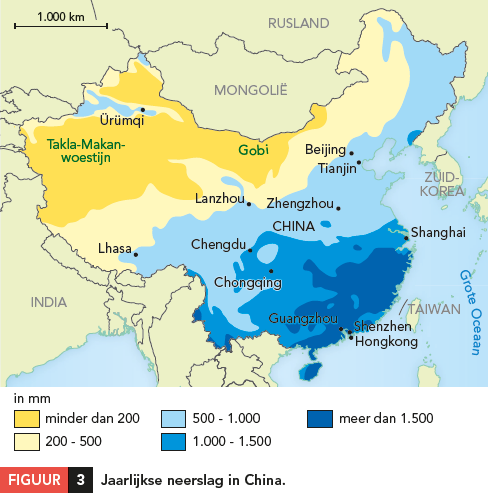 1.000 km
RUSLAND
MONGOLIË
Ürümqi
Takla-Makan-
woestijn
Gobi
Beijing
Tianjin
ZUID-
KOREA
Lanzhou
Zhengzhou
CHINA
Shanghai
Lhasa
Chengdu
Chongqing
INDIA
Grote Oceaan
TAIWAN
Guangzhou
Shenzhen
Hongkong
in mm
minder dan 200
500 - 1.000
meer dan 1.500
200 - 500
1.000 - 1.500
FIGUUR 3 Jaarlijkse neerslag in China.